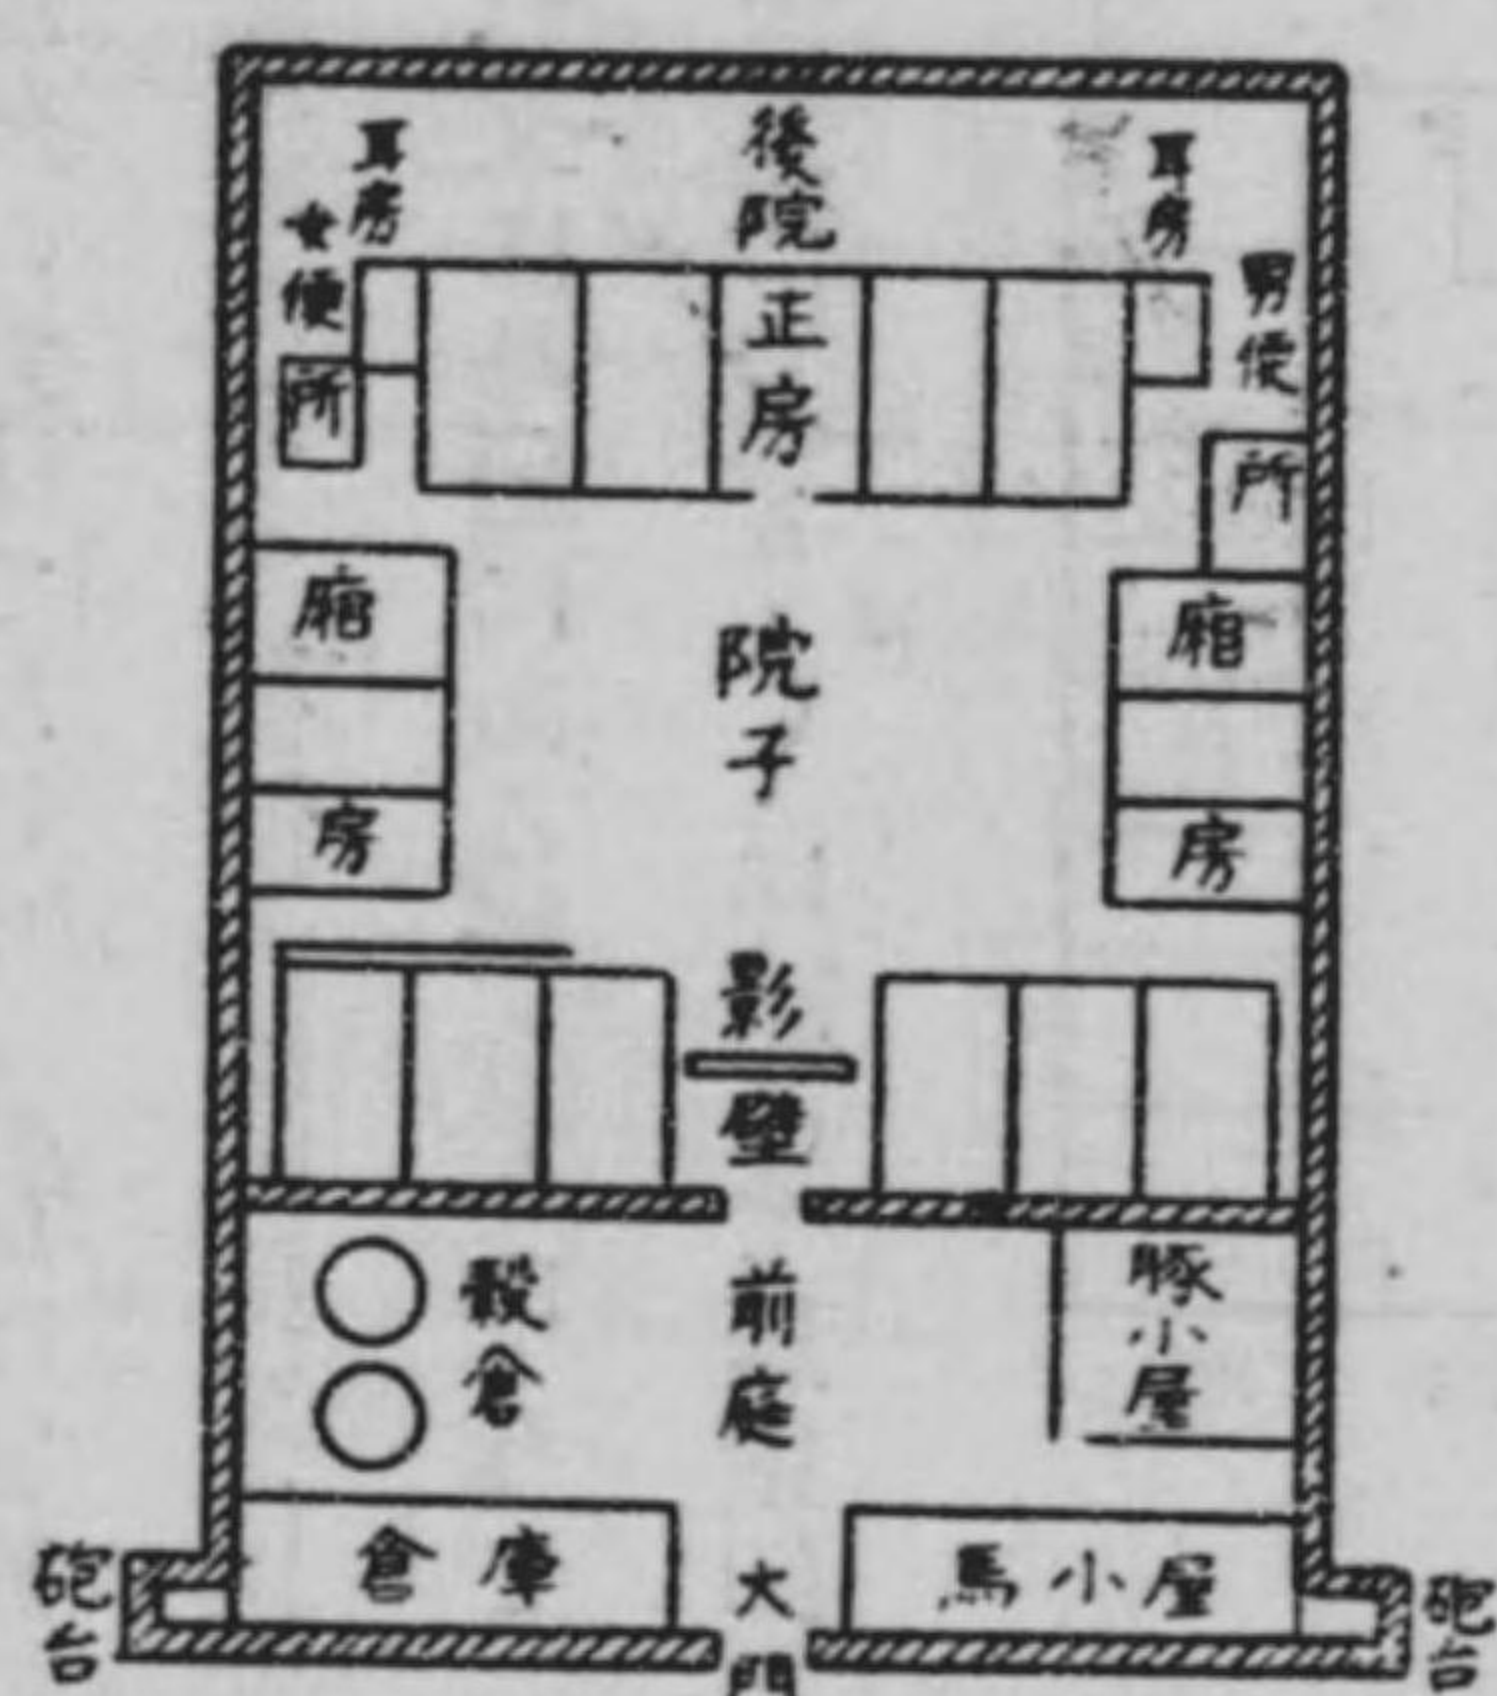 後院
耳房
耳房
女便所
男便所
正房
廂房
廂房
院子
影壁
前庭
穀倉
豚小屋
倉庫
馬小屋
大門
砲台
砲台